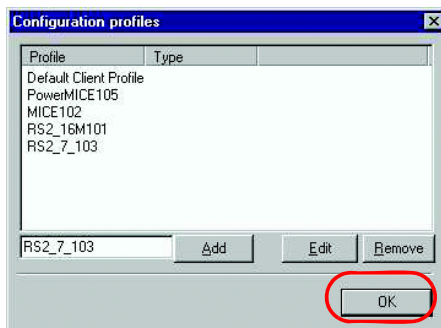 Configuration profiles
Profile Type
Default Client Profile
PowerMICE105
MICE102
RS2_16M101
RS2_7_103
RS2_7_103 Add Edit Remove
OK